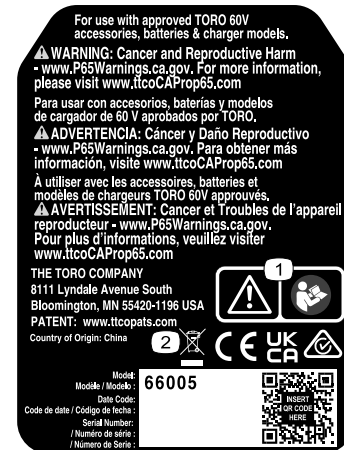 For use with approved TORO 60V
accessories, batteries & charger models.
WARNING: Cancer and Reproductive Harm
- www.P65Warnings.ca.gov. For more information,
please visit www.ttcoCAProp65.com
Para usar con accesorios, baterías y modelos
de cargador de 60 V aprobados por TORO.
ADVERTENCIA: Cáncer y Daño Reproductivo
- www.P65Warnings.ca.gov. Para obtener más
información, visite www.ttcoCAProp65.com
À utiliser avec les accessoires, batteries et
modèles de chargeurs TORO 60V approuvés.
AVERTISSEMENT: Cancer et Troubles de l'appareil
reproducteur - www.P65Warnings.ca.gov.
Pour plus d'informations, veuillez visiter
www.ttcoCAProp65.com
THE TORO COMPANY
8111 Lyndale Avenue South
Bloomington, MN 55420-1196 USA
PATENT: www.ttcopats.com
Country of Origin: China
1
2
CE
UK
CA
Model:
Modèle / Modelo :
66005
Date Code:
Code de date / Código de fecha :
Serial Number:
/ Numéro de série :
/ Número de Serie :
INSERT
QR CODE
HERE